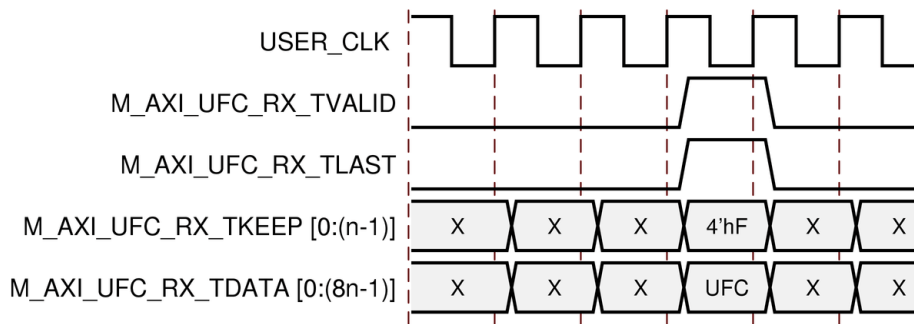 USER_CLK
M_AXI_UFC_RX_TVALID
M_AXI_UFC_RX_TLAST
M_AXI_UFC_RX_TKEEP [0:(n-1)] X X X 4'hF X X
M_AXI_UFC_RX_TDATA [0:(8n-1)] X X X UFC X X